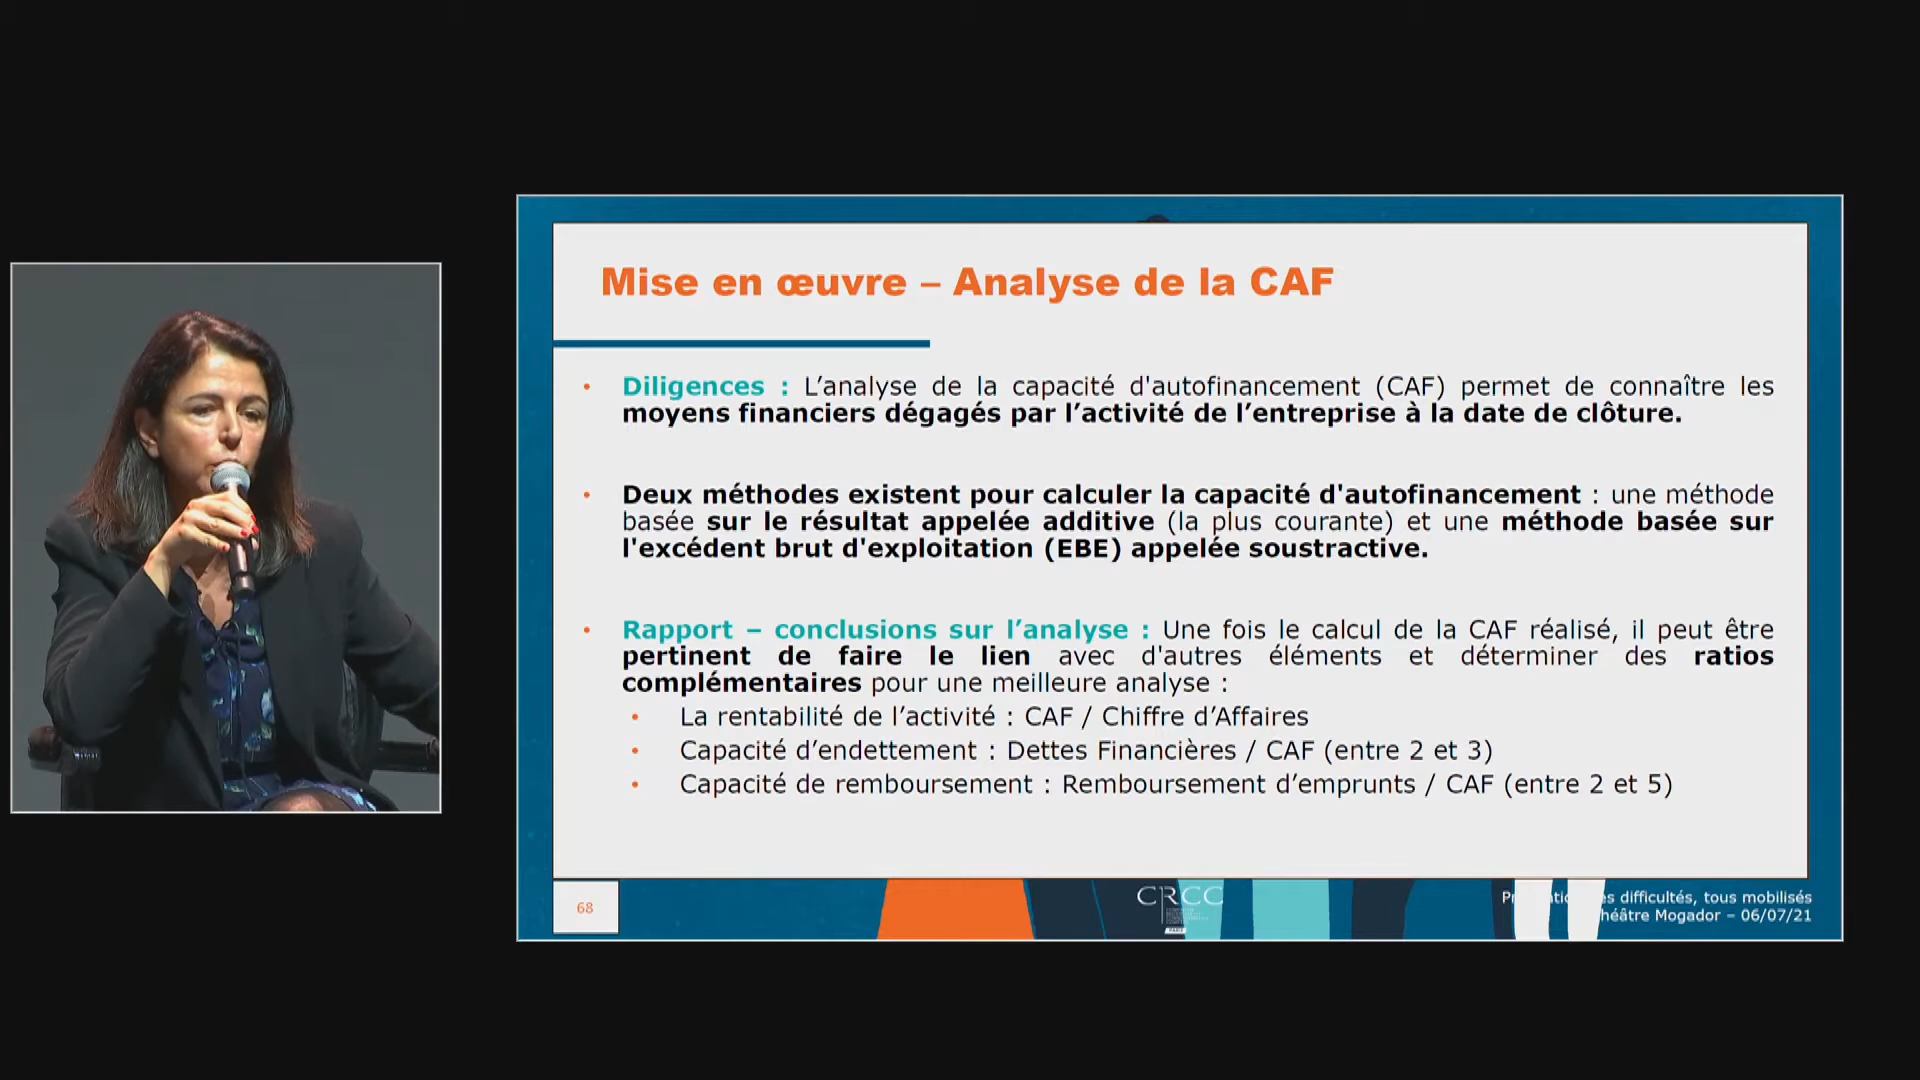 Mise en œuvre – Analyse de la CAF
• Diligences : L’analyse de la capacité d'autofinancement (CAF) permet de connaître les
moyens financiers dégagés par l’activité de l’entreprise à la date de clôture.
• Deux méthodes existent pour calculer la capacité d'autofinancement : une méthode
basée sur le résultat appelée additive (la plus courante) et une méthode basée sur
l'excédent brut d'exploitation (EBE) appelée soustractive.
• Rapport – conclusions sur l’analyse : Une fois le calcul de la CAF réalisé, il peut être
pertinent de faire le lien avec d'autres éléments et déterminer des ratios
complémentaires pour une meilleure analyse :
• La rentabilité de l’activité : CAF / Chiffre d’Affaires
• Capacité d’endettement : Dettes Financières / CAF (entre 2 et 3)
• Capacité de remboursement : Remboursement d’emprunts / CAF (entre 2 et 5)
68
CRCC
PARIS
difficultés, tous mobilisés
Mogador – 06/07/21